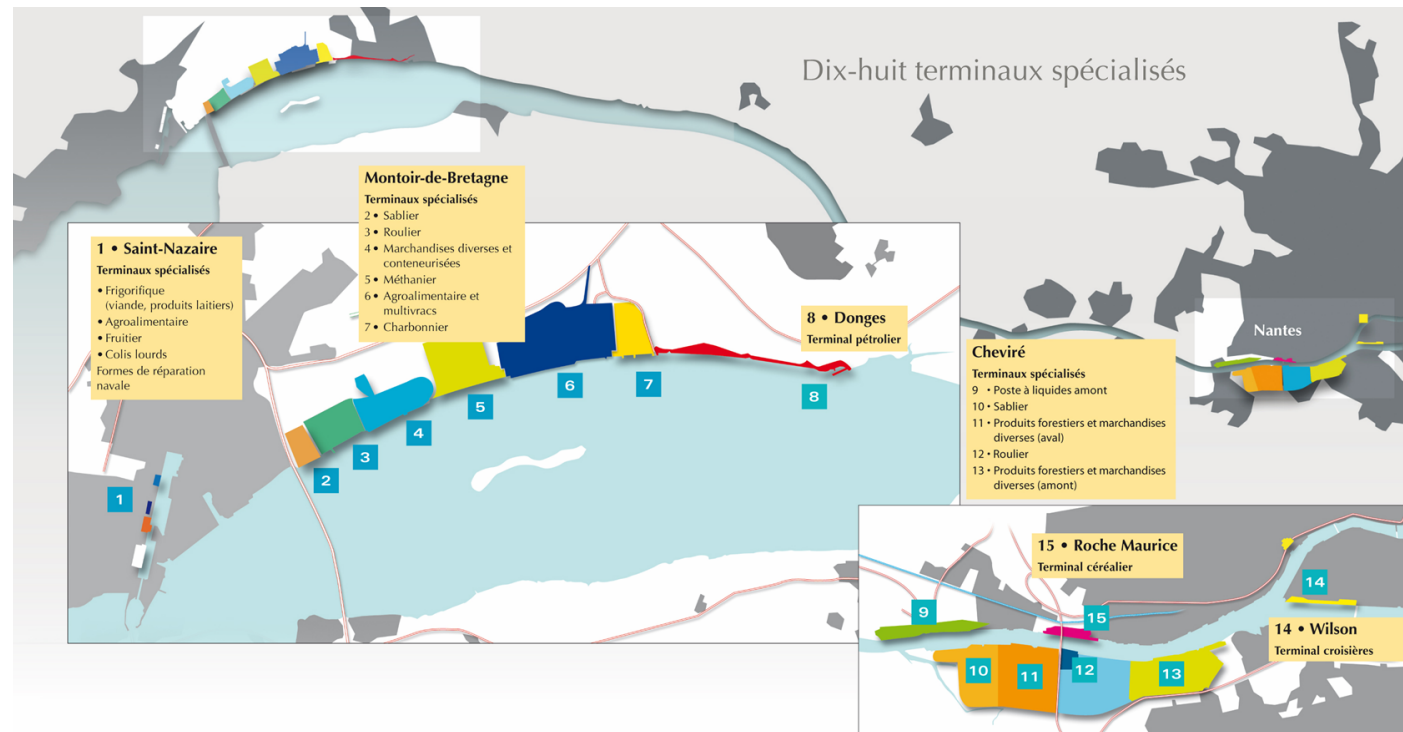 Dix-huit terminaux spécialisés
Montoir-de-Bretagne
Terminaux spécialisés
2 • Sablier
3 • Roulier
4 • Marchandises diverses et
conteneurisées
5 • Méthanier
6 • Agroalimentaire et
multivracs
7 • Charbonnier
1 • Saint-Nazaire
Terminaux spécialisés
• Frigorifique
(viande, produits laitiers)
• Agroalimentaire
• Fruitier
• Colis lourds
Formes de réparation
navale
8 • Donges
Terminal pétrolier
Nantes
Cheviré
Terminaux spécialisés
9 • Poste à liquides amont
10 • Sablier
11 • Produits forestiers et marchandises
diverses (aval)
12 • Roulier
13 • Produits forestiers et marchandises
diverses (amont)
1
2
3
4
5
6
7
8
15 • Roche Maurice
Terminal céréalier
14 • Wilson
Terminal croisières
9
10
11
12
13
14
15